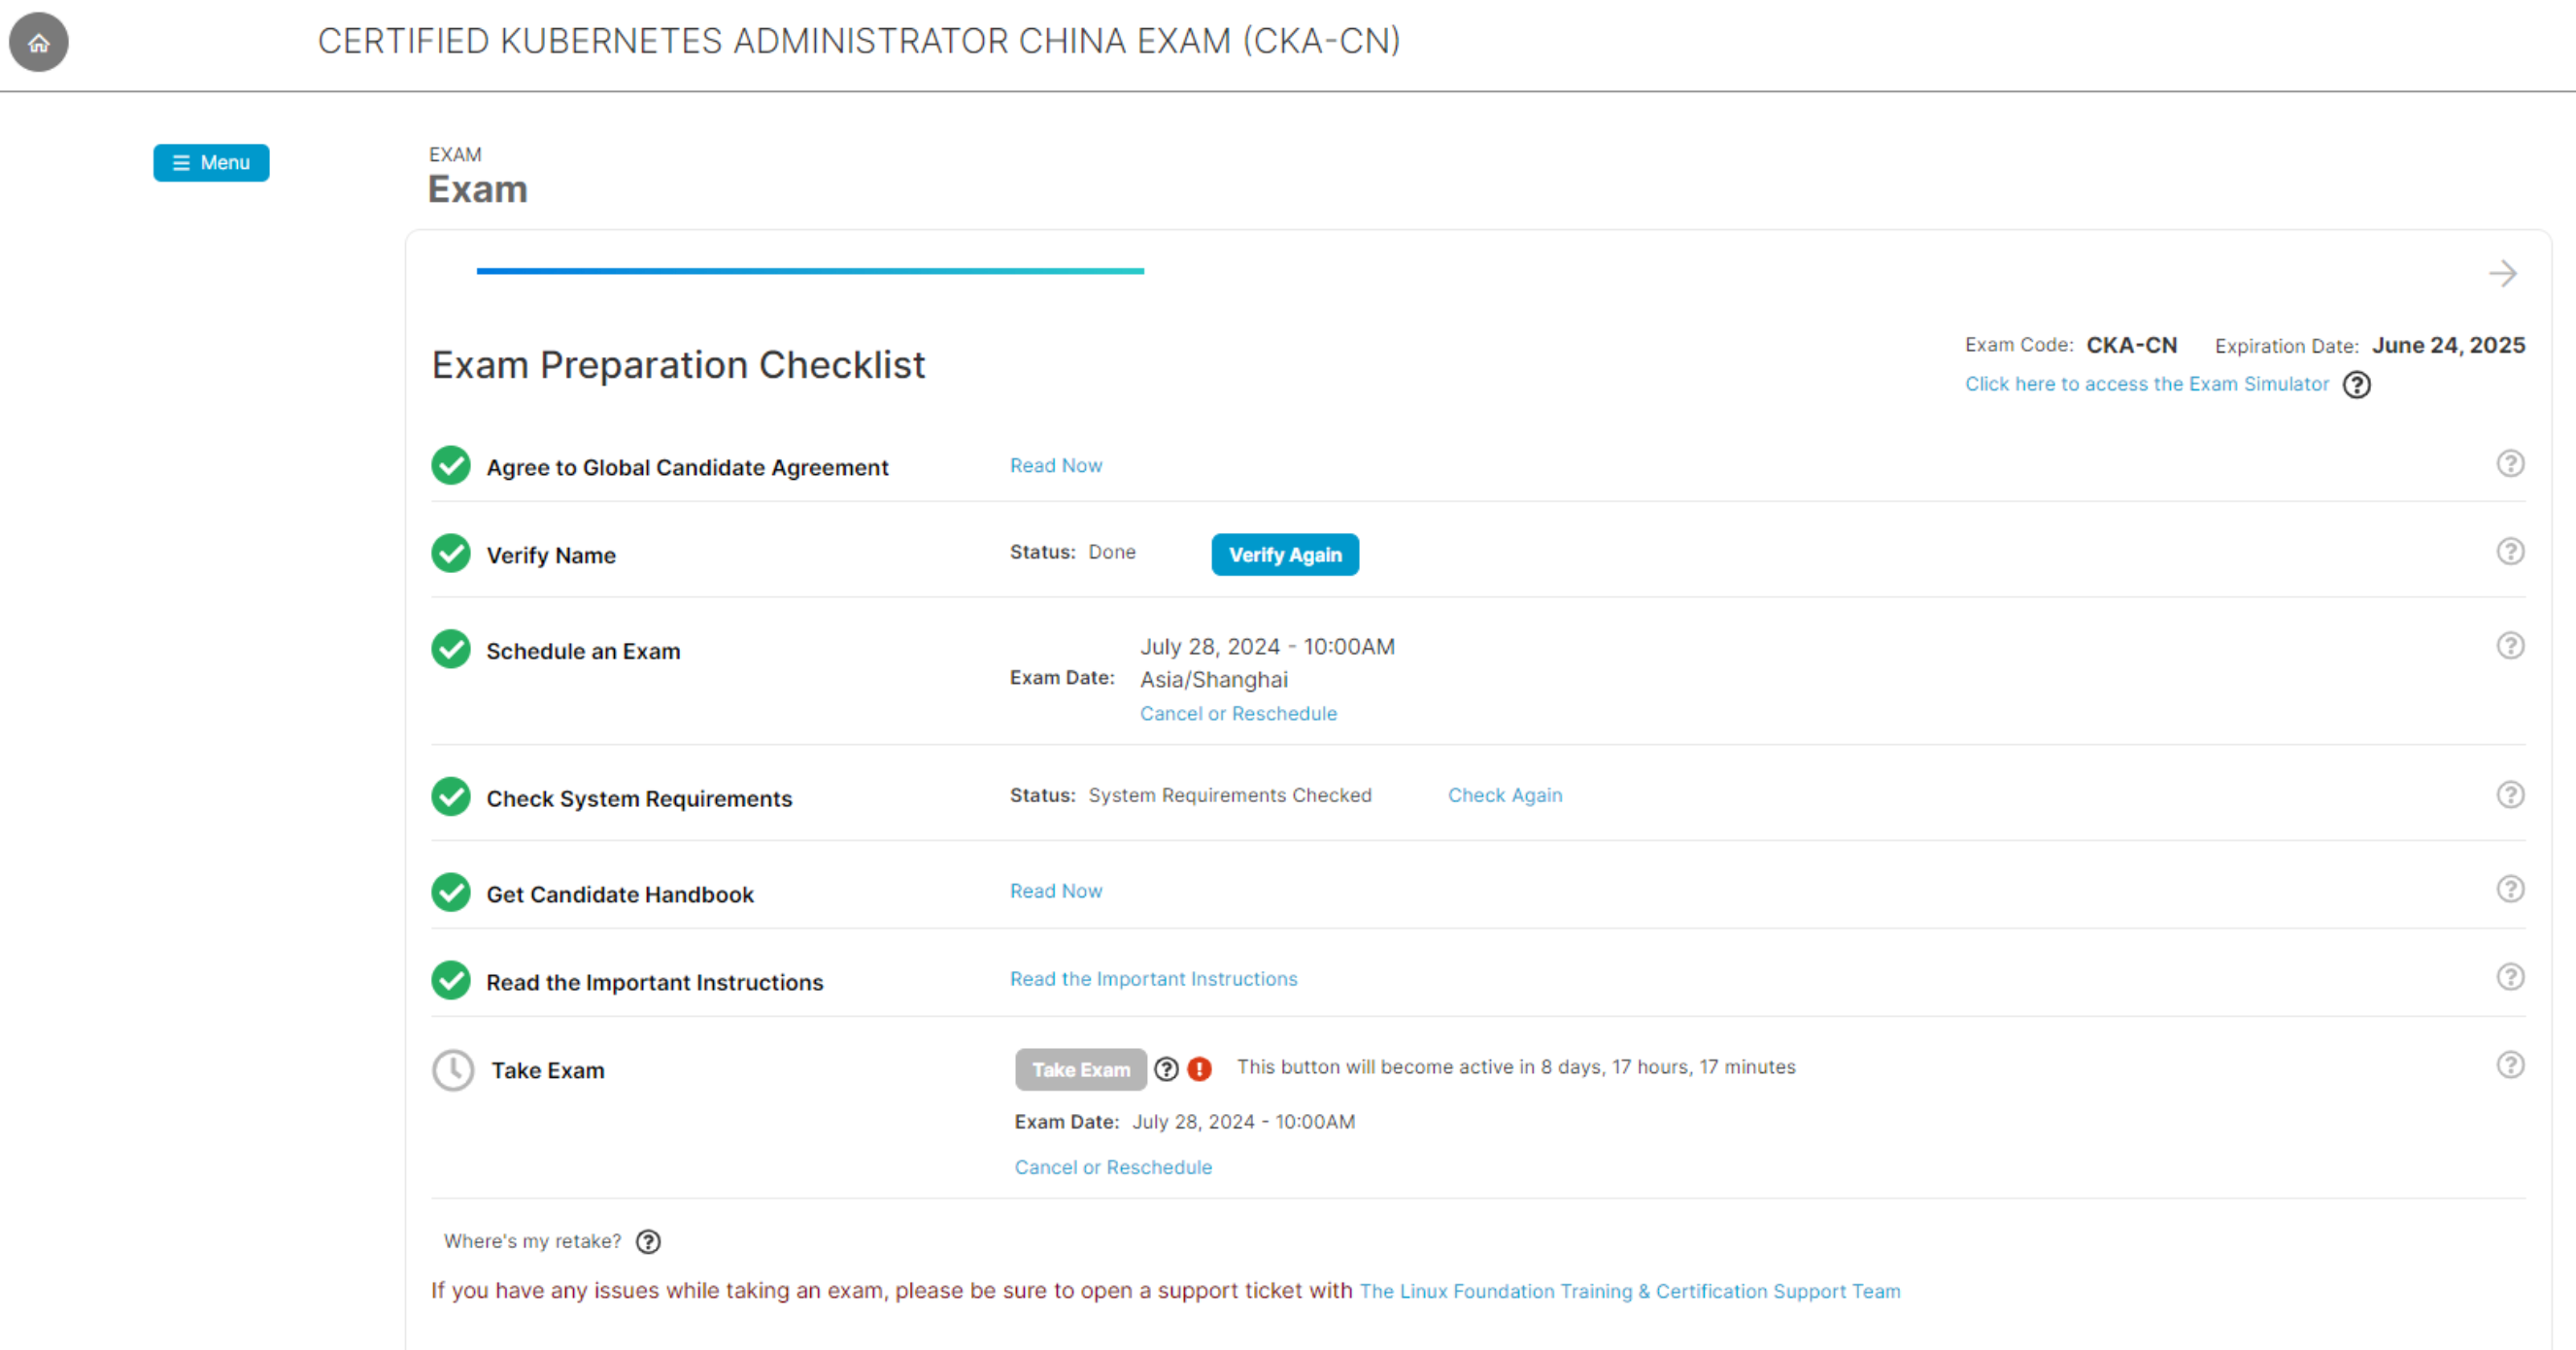 CERTIFIED KUBERNETES ADMINISTRATOR CHINA EXAM (CKA-CN)
Menu
EXAM
Exam
Exam Preparation Checklist
Exam Code: CKA-CN Expiration Date: June 24, 2025
Click here to access the Exam Simulator
Agree to Global Candidate Agreement Read Now
Verify Name Status: Done Verify Again
Schedule an Exam Exam Date: July 28, 2024 - 10:00AM
Asia/Shanghai
Cancel or Reschedule
Check System Requirements Status: System Requirements Checked Check Again
Get Candidate Handbook Read Now
Read the Important Instructions Read the Important Instructions
Take Exam Take Exam This button will become active in 8 days, 17 hours, 17 minutes
Exam Date: July 28, 2024 - 10:00AM
Cancel or Reschedule
Where's my retake?
If you have any issues while taking an exam, please be sure to open a support ticket with The Linux Foundation Training & Certification Support Team